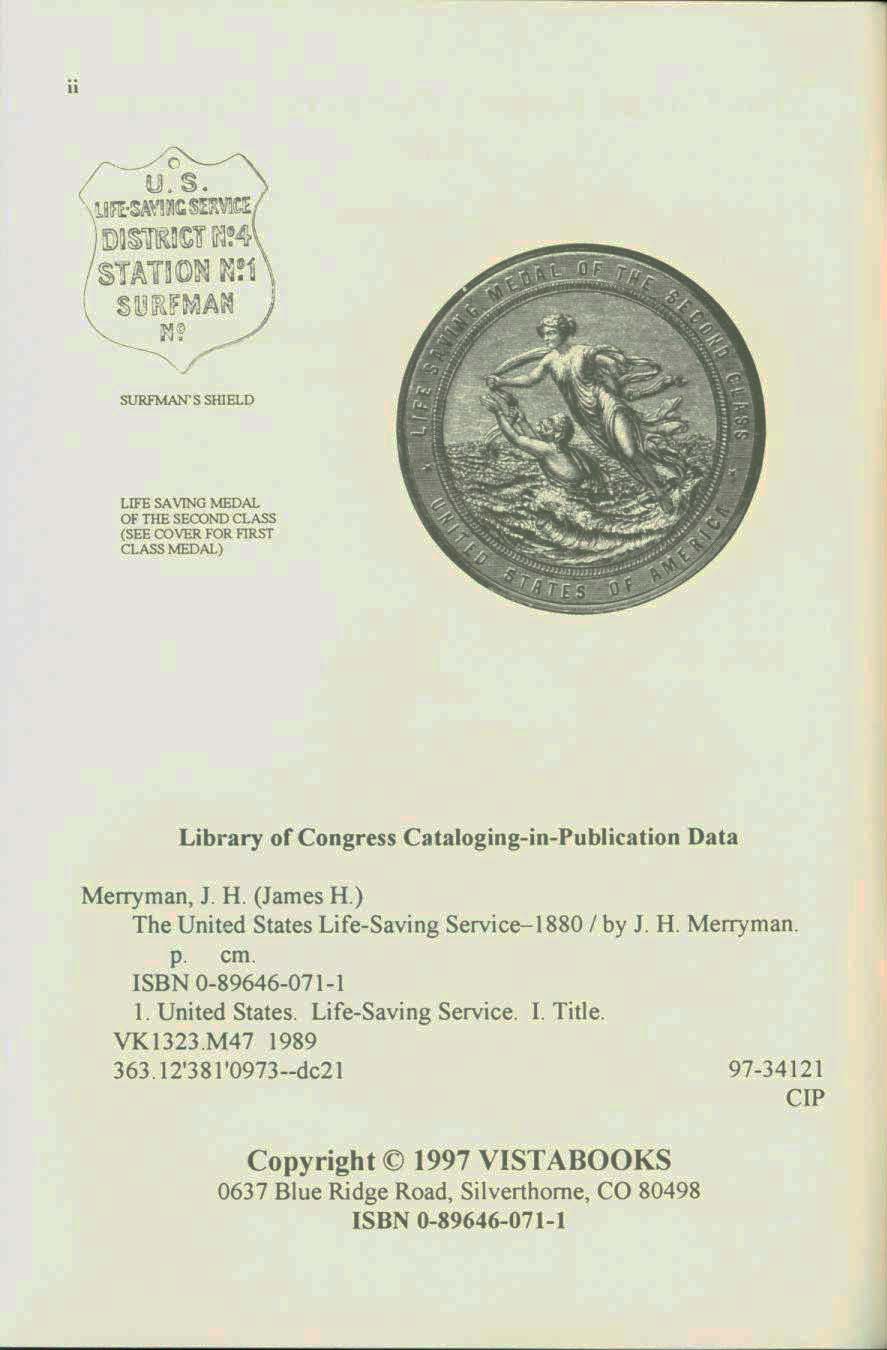 ii
U. S.
LIFE-SAVING SERVICE
DISTRICT Nº4
STATION Nº1
SURFMAN
Nº
SURFMAN'S SHIELD
LIFE SAVING MEDAL OF THE SECOND CLASS
UNITED STATES OF AMERICA
LIFE SAVING MEDAL
OF THE SECOND CLASS
(SEE COVER FOR FIRST
CLASS MEDAL)
Library of Congress Cataloging-in-Publication Data
Merryman, J. H. (James H.)
The United States Life-Saving Service–1880 / by J. H. Merryman.
p. cm.
ISBN 0-89646-071-1
1. United States. Life-Saving Service. I. Title.
VK1323.M47 1989
363.12'381'0973--dc21 97-34121
CIP
Copyright © 1997 VISTABOOKS
0637 Blue Ridge Road, Silverthorne, CO 80498
ISBN 0-89646-071-1